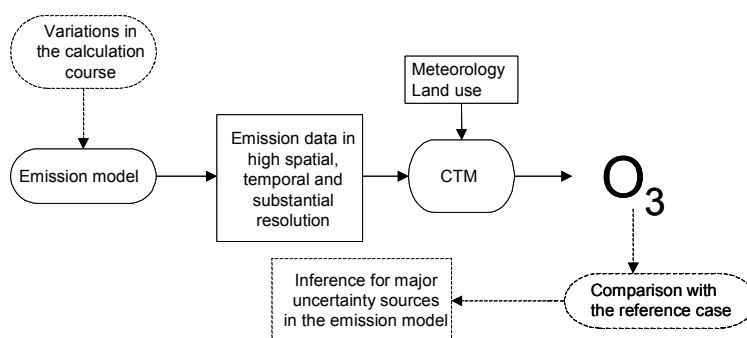 Variations in
the calculation
course
Meteorology
Land use
Emission model
Emission data in
high spatial,
temporal and
substantial
resolution
CTM
O3
Inference for major
uncertainty sources
in the emission model
Comparison with
the reference case